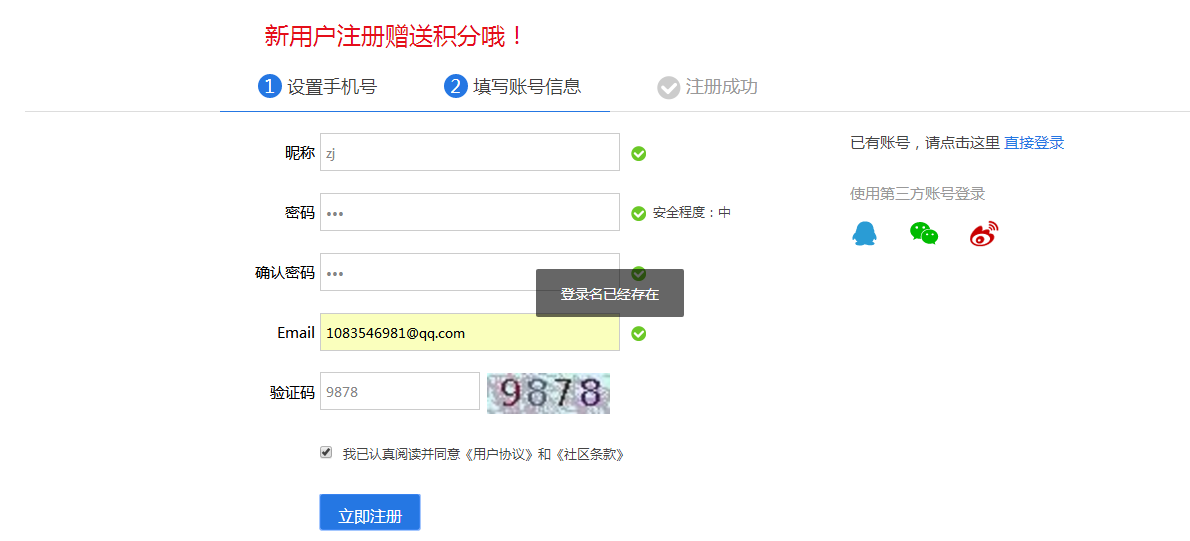 新用户注册赠送积分哦！
1 设置手机号 2 填写账号信息 注册成功
昵称 zj
已有账号，请点击这里 直接登录
密码 ••• 安全程度：中
使用第三方账号登录
确认密码 •••
登录名已经存在
Email 1083546981@qq.com
验证码 9878 9878
我已认真阅读并同意《用户协议》和《社区条款》
立即注册